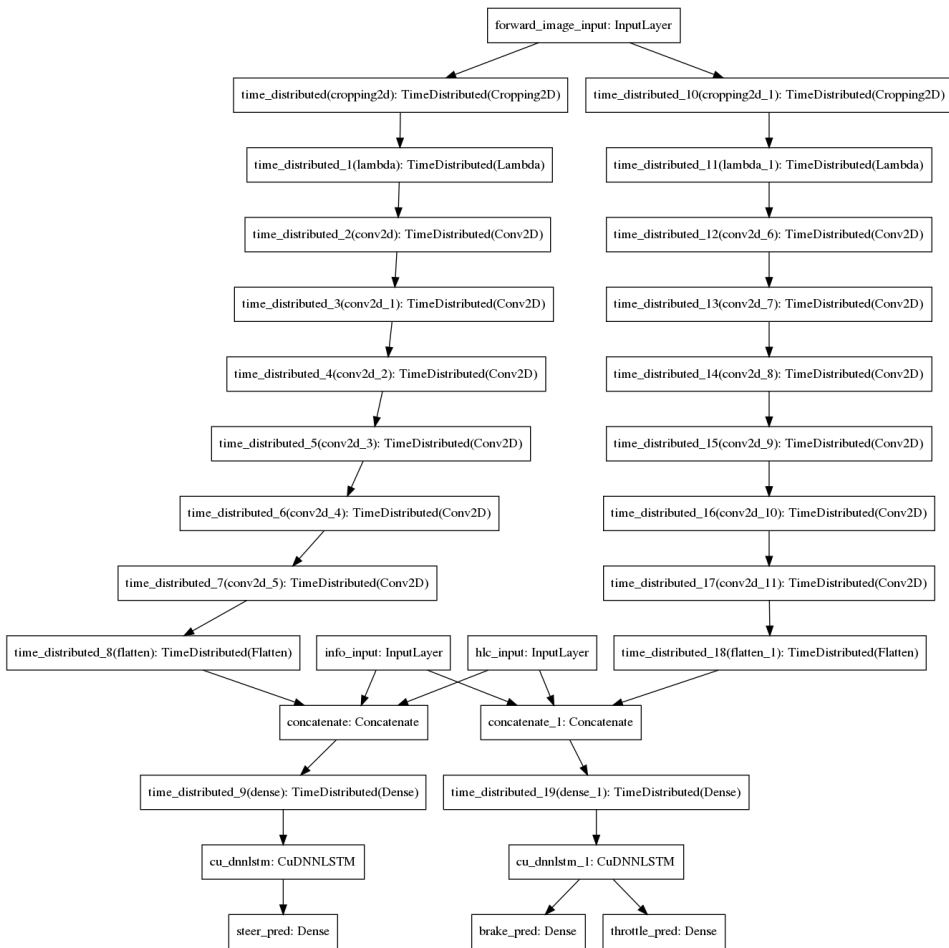 forward_image_input: InputLayer
time_distributed(cropping2d): TimeDistributed(Cropping2D)
time_distributed_10(cropping2d_1): TimeDistributed(Cropping2D)
time_distributed_1(lambda): TimeDistributed(Lambda)
time_distributed_11(lambda_1): TimeDistributed(Lambda)
time_distributed_2(conv2d): TimeDistributed(Conv2D)
time_distributed_12(conv2d_6): TimeDistributed(Conv2D)
time_distributed_3(conv2d_1): TimeDistributed(Conv2D)
time_distributed_13(conv2d_7): TimeDistributed(Conv2D)
time_distributed_4(conv2d_2): TimeDistributed(Conv2D)
time_distributed_14(conv2d_8): TimeDistributed(Conv2D)
time_distributed_5(conv2d_3): TimeDistributed(Conv2D)
time_distributed_15(conv2d_9): TimeDistributed(Conv2D)
time_distributed_6(conv2d_4): TimeDistributed(Conv2D)
time_distributed_16(conv2d_10): TimeDistributed(Conv2D)
time_distributed_7(conv2d_5): TimeDistributed(Conv2D)
time_distributed_17(conv2d_11): TimeDistributed(Conv2D)
time_distributed_8(flatten): TimeDistributed(Flatten)
info_input: InputLayer
hlc_input: InputLayer
time_distributed_18(flatten_1): TimeDistributed(Flatten)
concatenate: Concatenate
concatenate_1: Concatenate
time_distributed_9(dense): TimeDistributed(Dense)
time_distributed_19(dense_1): TimeDistributed(Dense)
cu_dnnlstm: CuDNNLSTM
cu_dnnlstm_1: CuDNNLSTM
steer_pred: Dense
brake_pred: Dense
throttle_pred: Dense